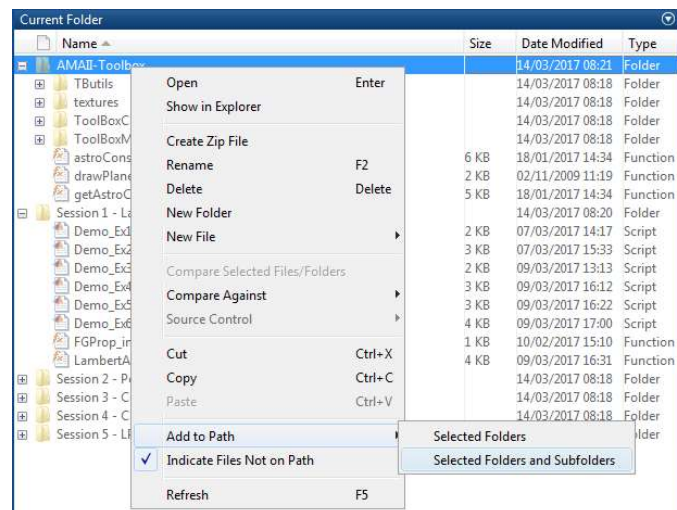 Current Folder
Name Size Date Modified Type
AMAII-Toolbox 14/03/2017 08:21 Folder
TButils 14/03/2017 08:18 Folder
textures 14/03/2017 08:18 Folder
ToolBoxC 14/03/2017 08:18 Folder
ToolBoxM 14/03/2017 08:18 Folder
astroCons 6 KB 18/01/2017 14:34 Function
drawPlane 2 KB 02/11/2009 11:19 Function
getAstroC 5 KB 18/01/2017 14:34 Function
Session 1 - La 14/03/2017 08:20 Folder
Demo_Ex1 2 KB 07/03/2017 14:17 Script
Demo_Ex2 3 KB 07/03/2017 15:33 Script
Demo_Ex3 2 KB 09/03/2017 13:13 Script
Demo_Ex4 3 KB 09/03/2017 16:12 Script
Demo_Ex5 3 KB 09/03/2017 16:22 Script
Demo_Ex6 4 KB 09/03/2017 17:00 Script
FGProp_in 1 KB 10/02/2017 15:10 Function
LambertA 4 KB 09/03/2017 16:31 Function
Session 2 - Po 14/03/2017 08:18 Folder
Session 3 - C 14/03/2017 08:18 Folder
Session 4 - C 14/03/2017 08:18 Folder
Session 5 - LP
Open Enter
Show in Explorer
Create Zip File
Rename F2
Delete Delete
New Folder
New File
Compare Selected Files/Folders
Compare Against
Source Control
Cut Ctrl+X
Copy Ctrl+C
Paste Ctrl+V
Add to Path
Indicate Files Not on Path
Refresh F5
Selected Folders
Selected Folders and Subfolders